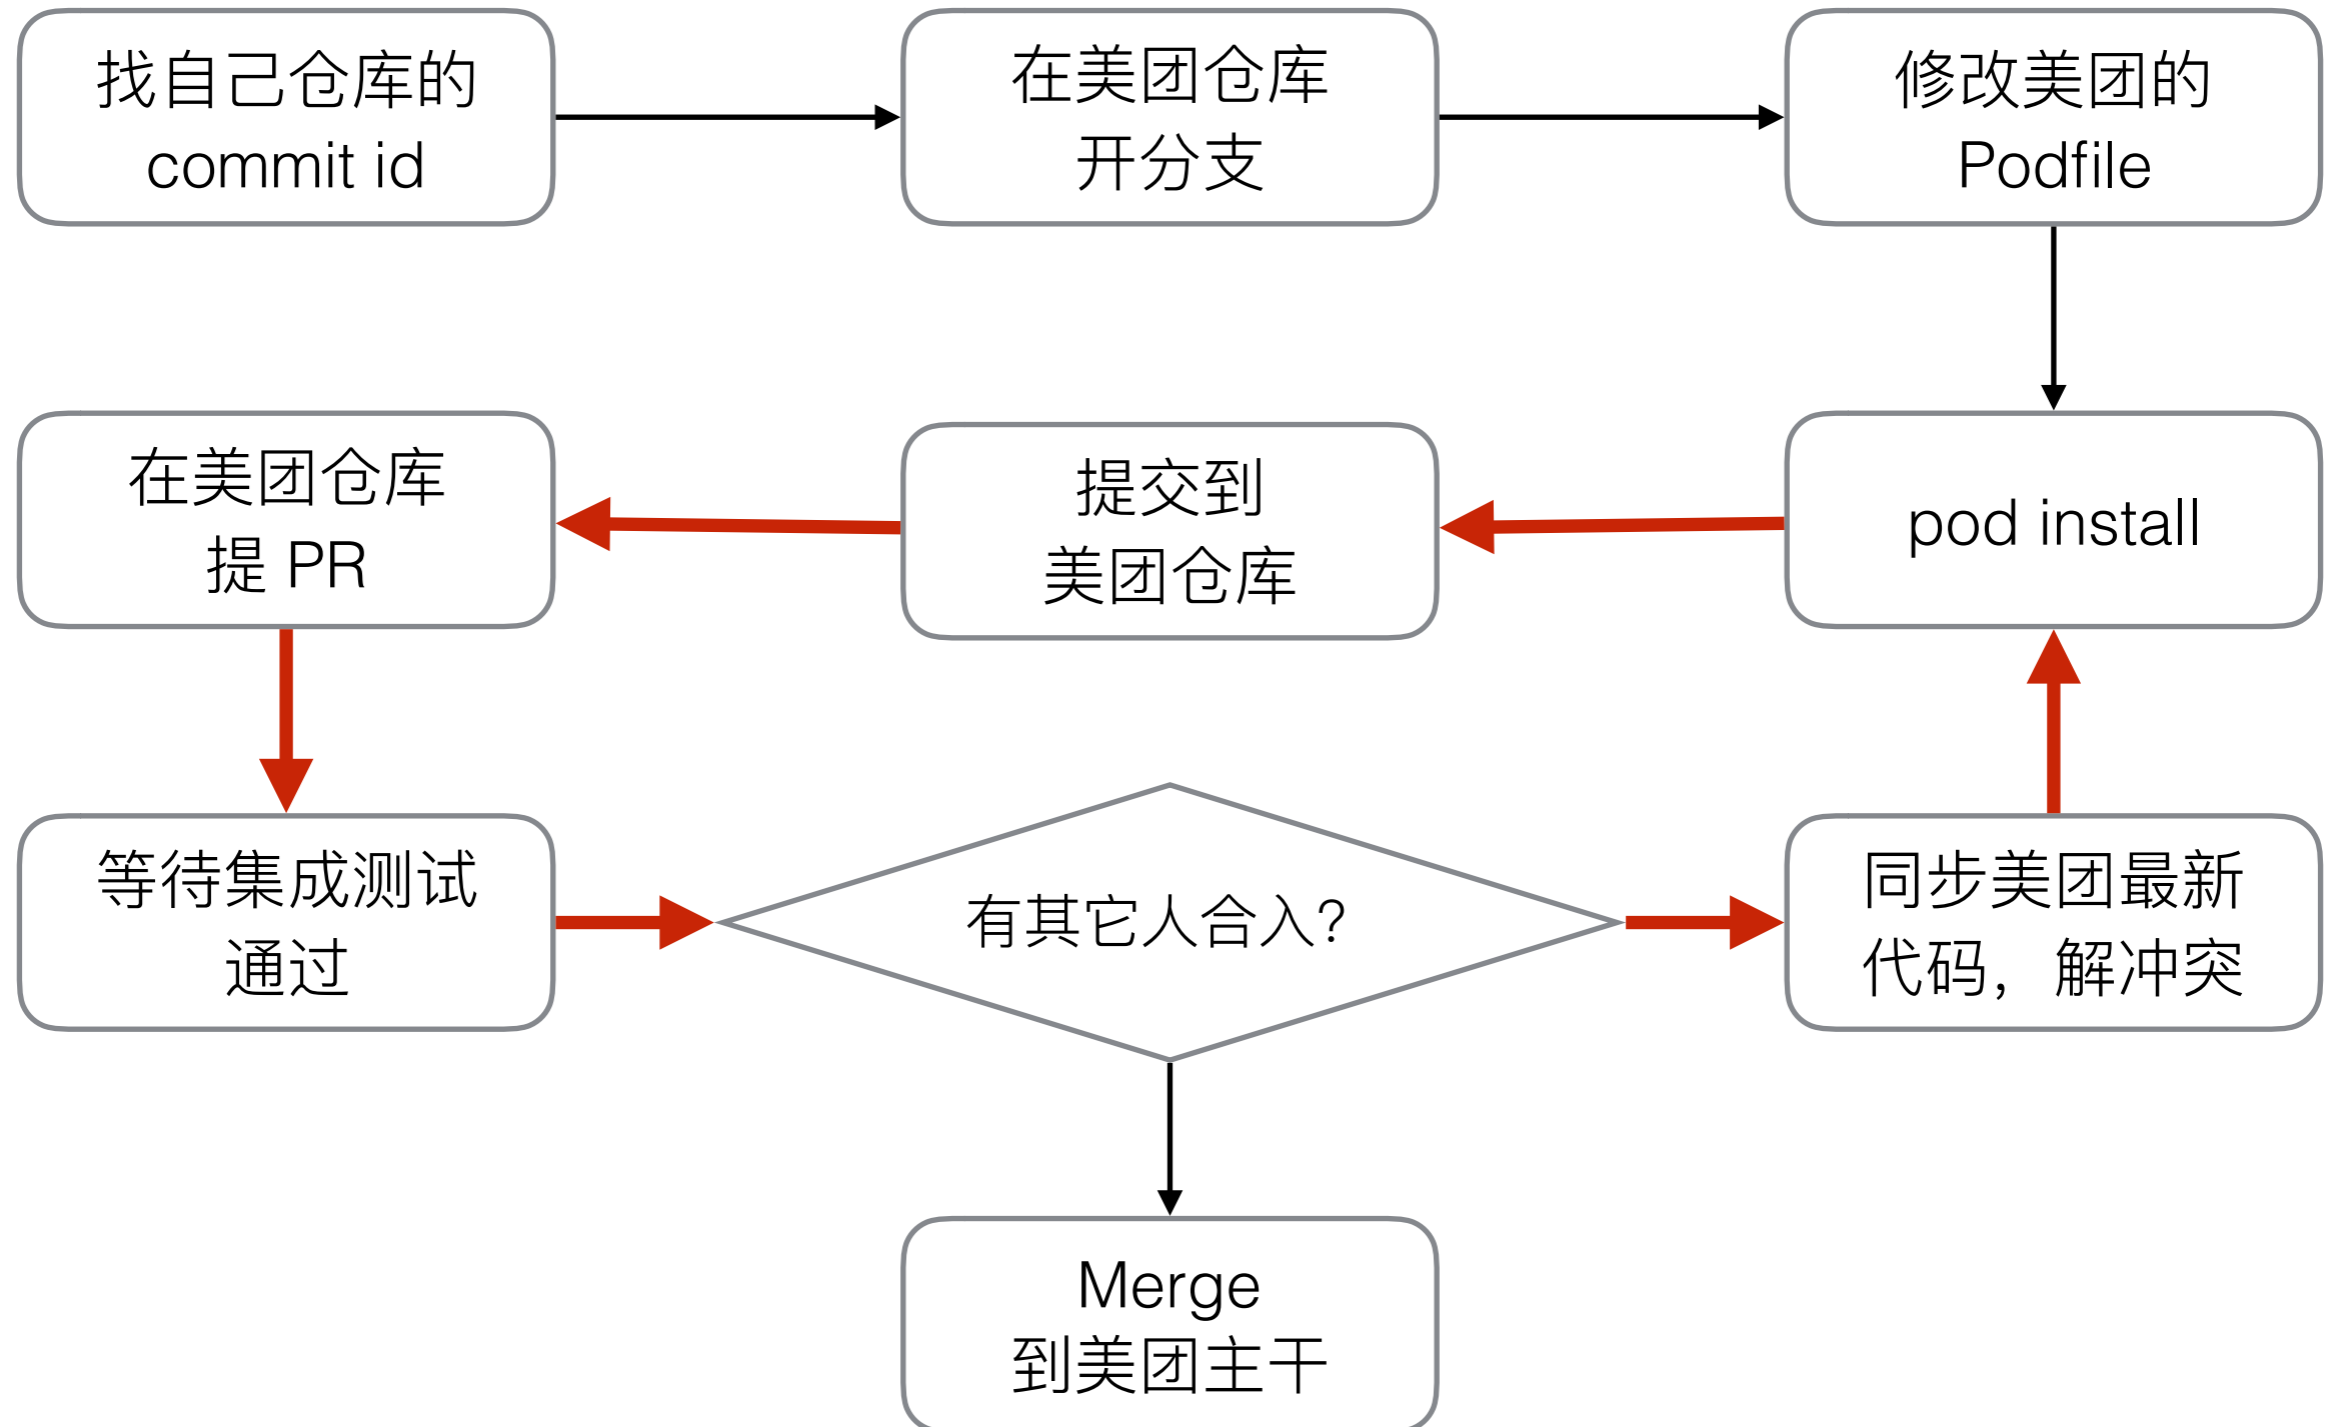 找自己仓库的
commit id
在美团仓库
开分支
修改美团的
Podfile
在美团仓库
提 PR
提交到
美团仓库
pod install
等待集成测试
通过
有其它人合入?
同步美团最新
代码，解冲突
Merge
到美团主干